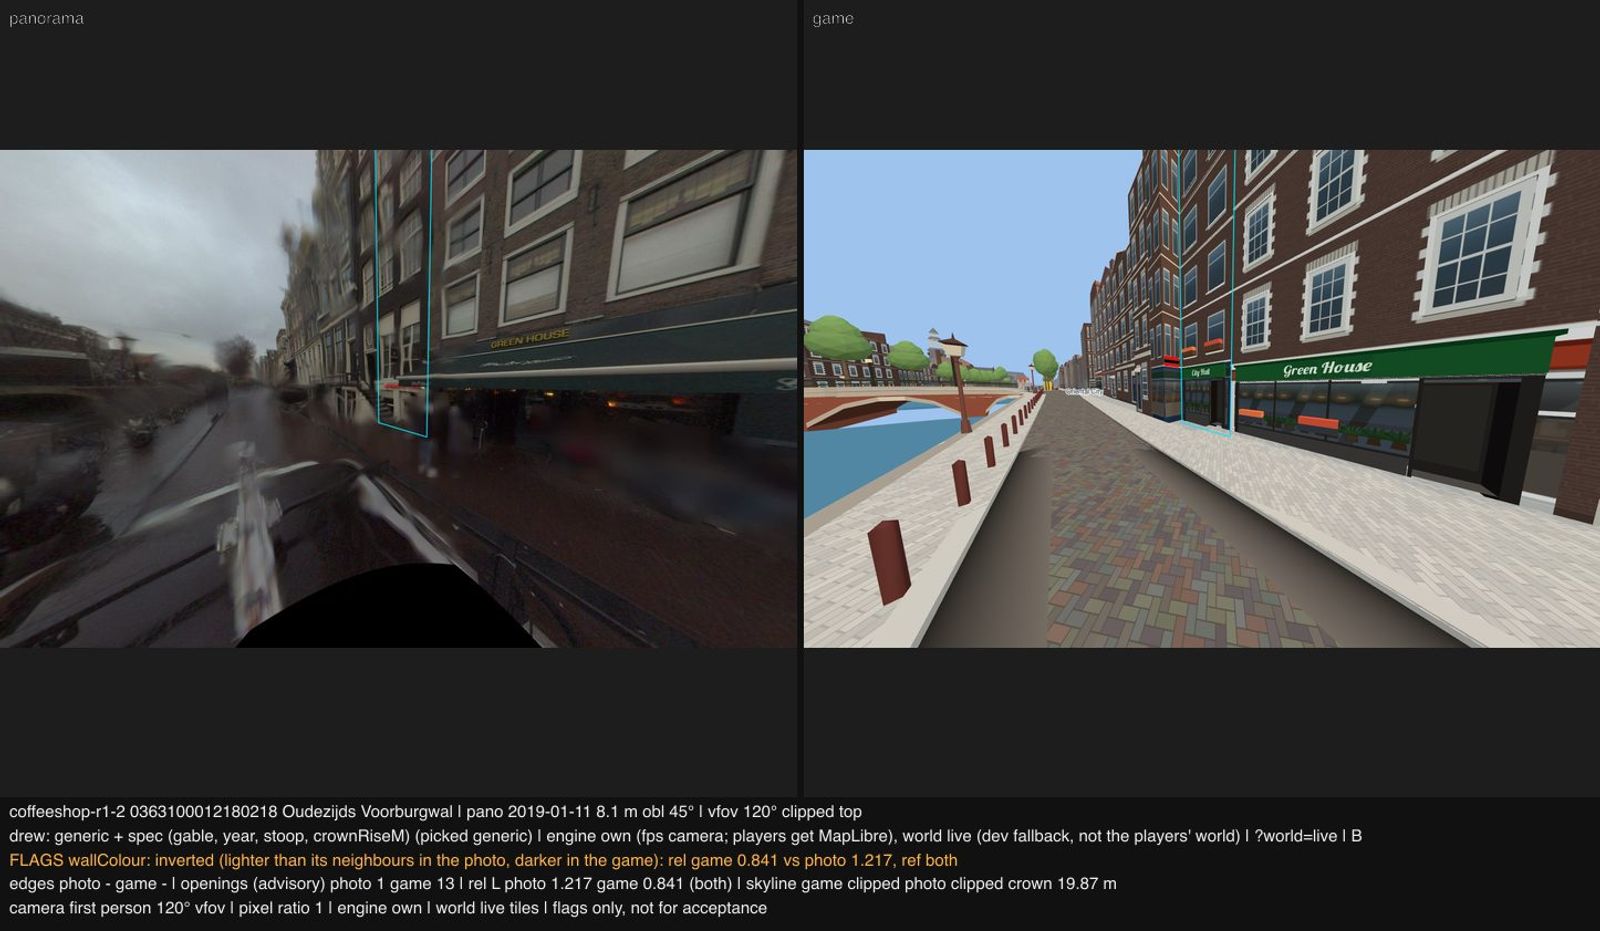 panorama
game
GREEN HOUSE
City Hall
Green House
coffeeshop-r1-2 0363100012180218 Oudezijds Voorburgwal | pano 2019-01-11 8.1 m obl 45° | vfov 120° clipped top
drew: generic + spec (gable, year, stoop, crownRiseM) (picked generic) | engine own (fps camera; players get MapLibre), world live (dev fallback, not the players' world) | ?world=live | B
FLAGS wallColour: inverted (lighter than its neighbours in the photo, darker in the game): rel game 0.841 vs photo 1.217, ref both
edges photo - game - | openings (advisory) photo 1 game 13 | rel L photo 1.217 game 0.841 (both) | skyline game clipped photo clipped crown 19.87 m
camera first person 120° vfov | pixel ratio 1 | engine own | world live tiles | flags only, not for acceptance